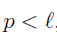 p < ℓ,